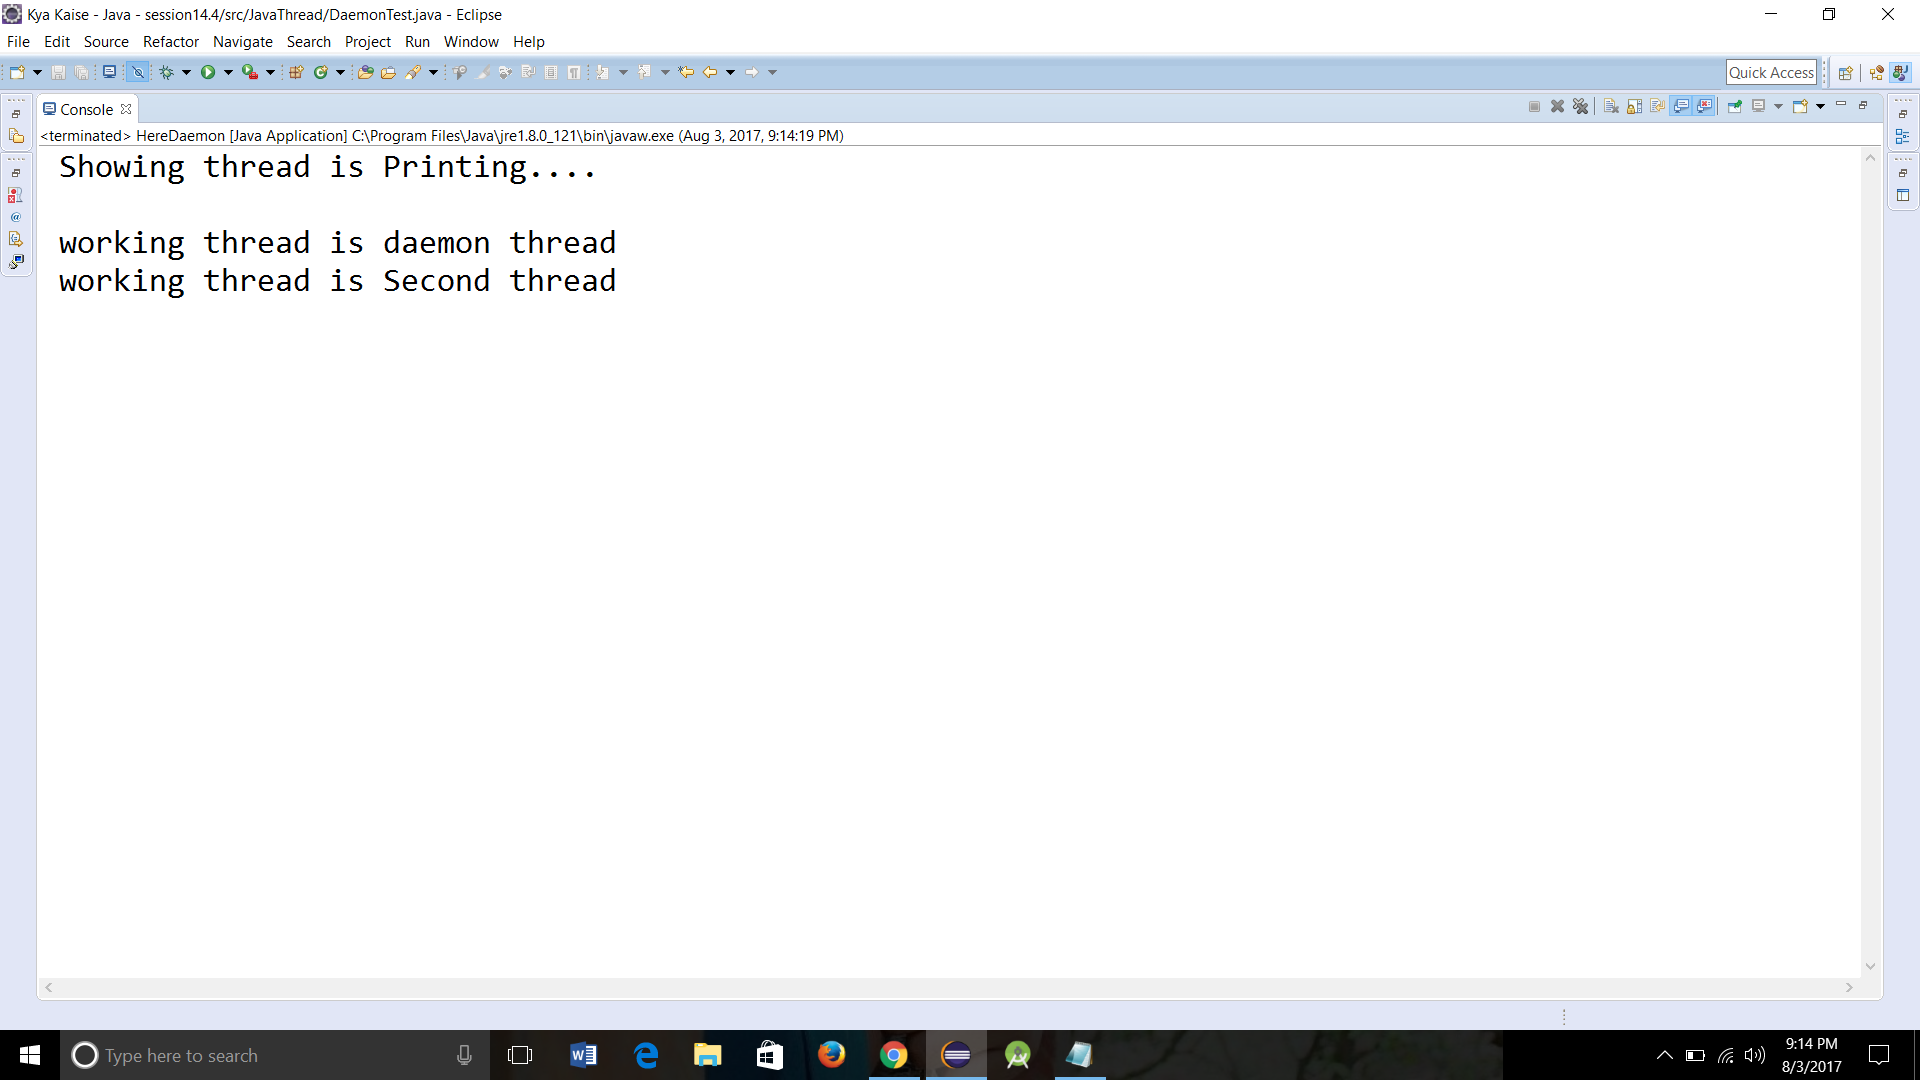 Kya Kaise - Java - session14.4/src/JavaThread/DaemonTest.java - Eclipse
File Edit Source Refactor Navigate Search Project Run Window Help
Quick Access
Console
<terminated> HereDaemon [Java Application] C:\Program Files\Java\jre1.8.0_121\bin\javaw.exe (Aug 3, 2017, 9:14:19 PM)
Showing thread is Printing....
working thread is daemon thread
working thread is Second thread
Type here to search
9:14 PM
8/3/2017